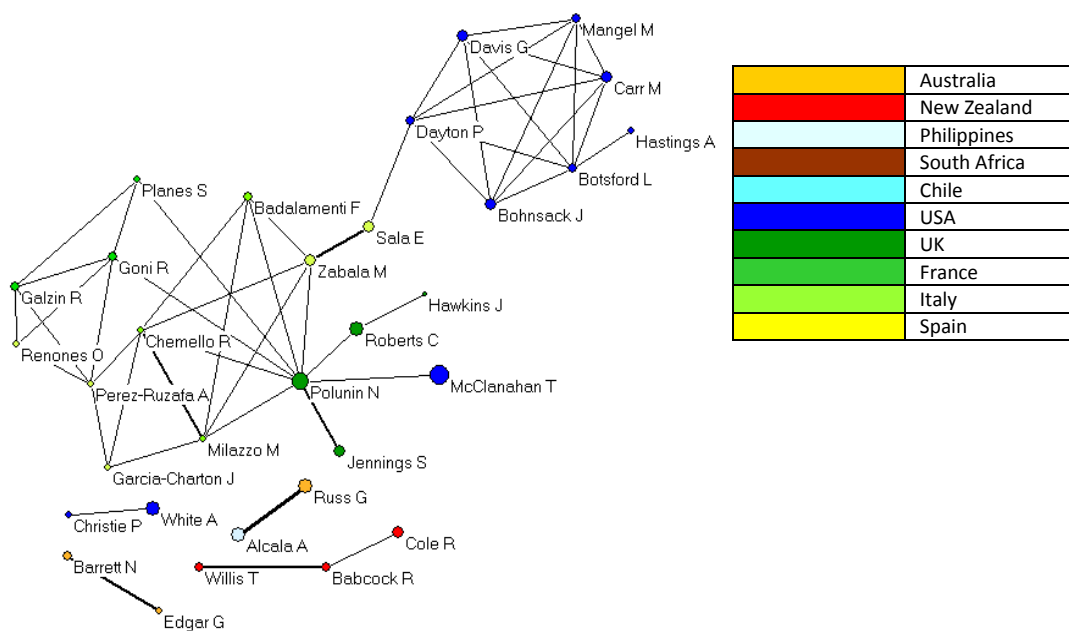 Mangel M
Davis G
Carr M
Dayton P
Hastings A
Botsford L
Bohnsack J
Planes S
Badalamenti F
Sala E
Goni R
Zabala M
Galzin R
Hawkins J
Chemello R
Roberts C
Renones O
Perez-Ruzafa A
Polunin N
McClanahan T
Milazzo M
Jennings S
Garcia-Charton J
Russ G
Christie P
White A
Alcala A
Cole R
Barrett N
Willis T
Babcock R
Edgar G
Australia
New Zealand
Philippines
South Africa
Chile
USA
UK
France
Italy
Spain